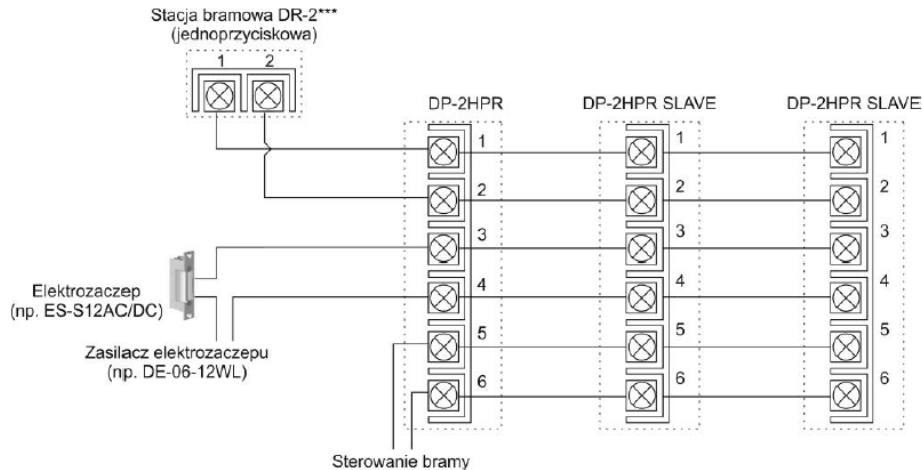 Stacja bramowa DR-2***
(jednoprzyciskowa)
1 2
DP-2HPR DP-2HPR SLAVE DP-2HPR SLAVE
1 1 1
2 2 2
3 3 3
Elektrozaczep
(np. ES-S12AC/DC)
4 4 4
Zasilacz elektrozaczepu
(np. DE-06-12WL)
5 5 5
6 6 6
Sterowanie bramy